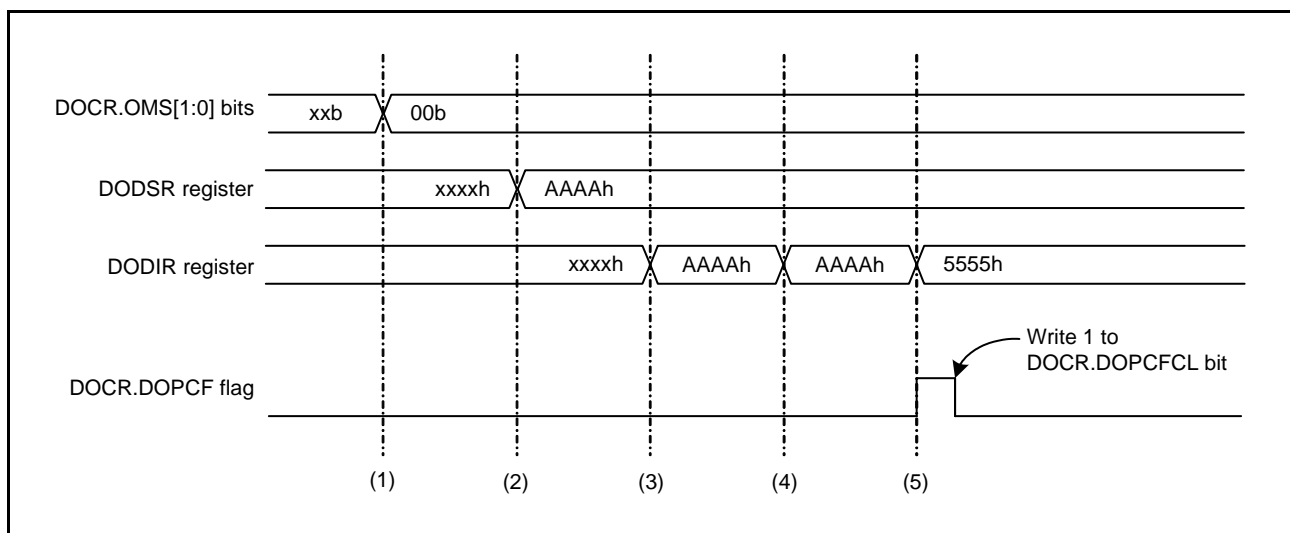 DOCR.OMS[1:0] bits xxb 00b
DODSR register xxxxh AAAAh
DODIR register xxxxh AAAAh AAAAh 5555h
Write 1 to
DOCR.DOPCFCL bit
DOCR.DOPCF flag
(1) (2) (3) (4) (5)